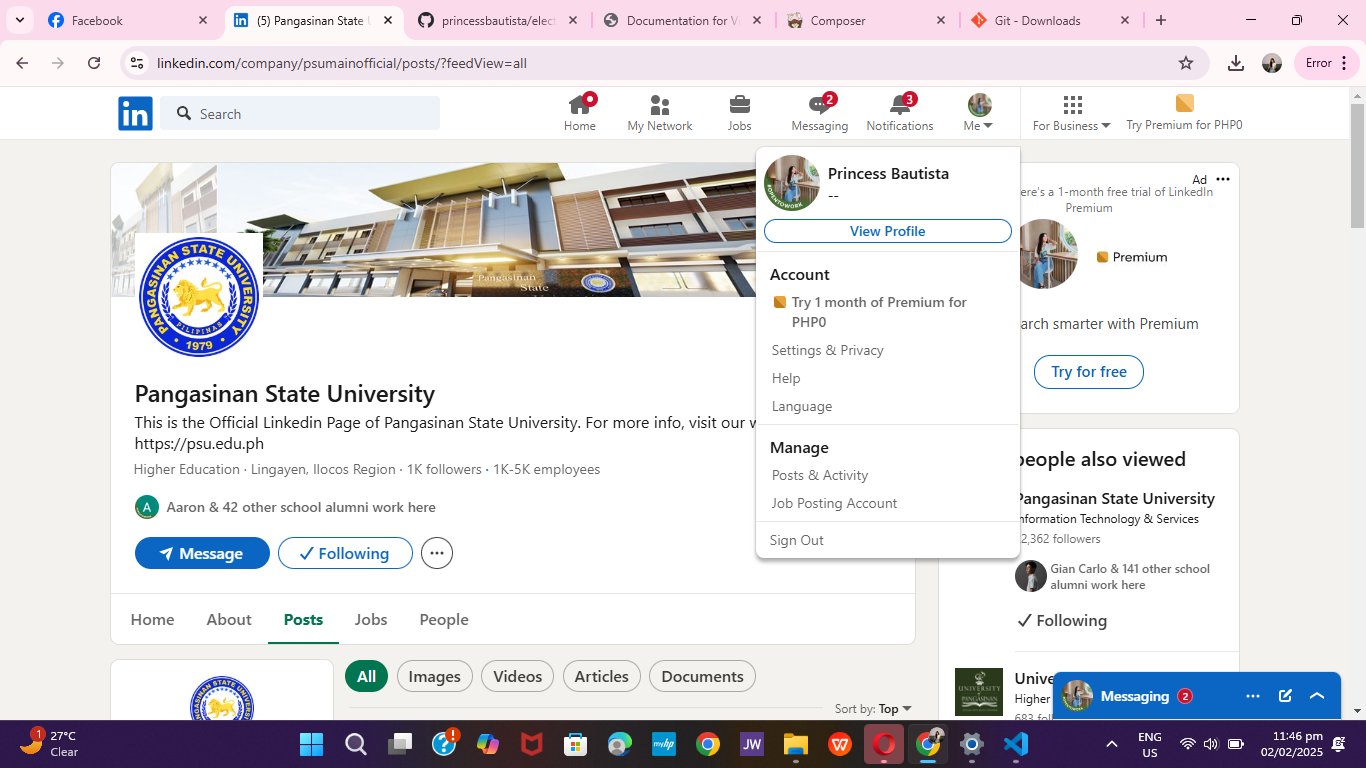 Facebook
(5) Pangasinan State U
princessbautista/elect
Documentation for V
Composer
Git - Downloads
linkedin.com/company/psumainofficial/posts/?feedView=all
Error
in
Search
Home
My Network
Jobs
2
Messaging
3
Notifications
Me
For Business
Try Premium for PHP0
Princess Bautista
--
#OPENTOWORK
View Profile
Account
Try 1 month of Premium for
PHP0
Settings & Privacy
Help
Language
Manage
Posts & Activity
Job Posting Account
Sign Out
Ad
ere's a 1-month free trial of LinkedIn
Premium
Premium
arch smarter with Premium
Try for free
PANGASINAN STATE UNIVERSITY
PILIPINAS
1979
Pangasinan
State
Pangasinan State University
This is the Official Linkedin Page of Pangasinan State University. For more info, visit our w
https://psu.edu.ph
Higher Education · Lingayen, Ilocos Region · 1K followers · 1K-5K employees
A
Aaron & 42 other school alumni work here
Message
Following
Home
About
Posts
Jobs
People
people also viewed
Pangasinan State University
Information Technology & Services
2,362 followers
Gian Carlo & 141 other school
alumni work here
Following
UNIVERSITY
PANGASINAN
Unive
Higher
683 foll
All
Images
Videos
Articles
Documents
Sort by: Top
Messaging
2
1
27°C
Clear
JW
ENG
US
11:46 pm
02/02/2025